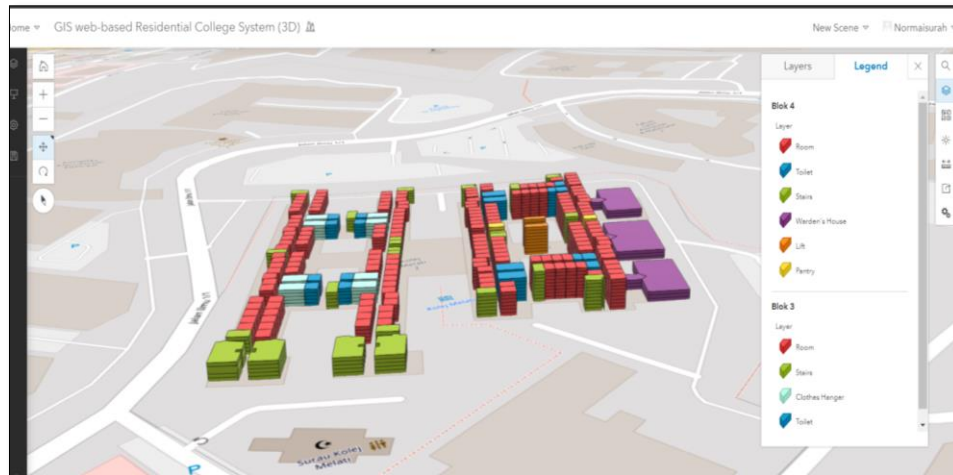 ome
GIS web-based Residential College System (3D)
New Scene
Normaisurah
Layers
Legend
Blok 4
Layer
Room
Toilet
Stairs
Warden's House
Lift
Pantry
Blok 3
Layer
Room
Stairs
Clothes Hanger
Toilet
Surau Kolej
Melati
P